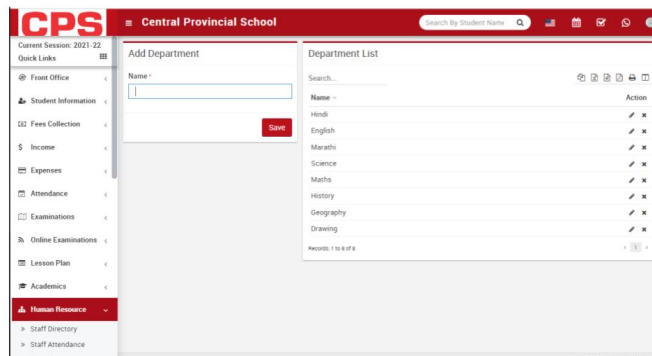 CPS
Central Provincial School
Search By Student Name
Current Session: 2021-22
Quick Links
Front Office
Student Information
Fees Collection
$ Income
Expenses
Attendance
Examinations
Online Examinations
Lesson Plan
Academics
Human Resource
» Staff Directory
» Staff Attendance
Add Department
Name *
Save
Department List
Search...
Name
Action
Hindi
English
Marathi
Science
Maths
History
Geography
Drawing
Records: 1 to 8 of 8
1